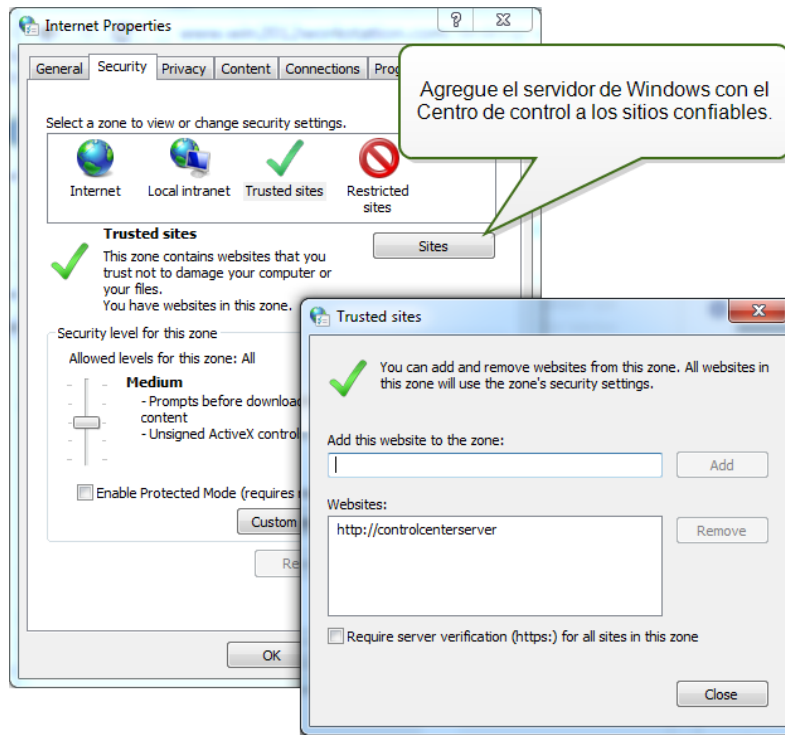 Internet Properties
General Security Privacy Content Connections
Agregue el servidor de Windows con el
Centro de control a los sitios confiables.
Select a zone to view or change security settings.
Internet
Local intranet
Trusted sites
Restricted
sites
Trusted sites
This zone contains websites that you
trust not to damage your computer or
your files.
You have websites in this zone.
Sites
Security level for this zone
Allowed levels for this zone: All
Medium
- Prompts before
content
- Unsigned ActiveX
Enable Protected Mode (requires
Custom
OK
Trusted sites
You can add and remove websites from this zone. All websites in
this zone will use the zone's security settings.
Add this website to the zone:
Add
Websites:
http://controlcenterserver
Remove
Require server verification (https:) for all sites in this zone
Close